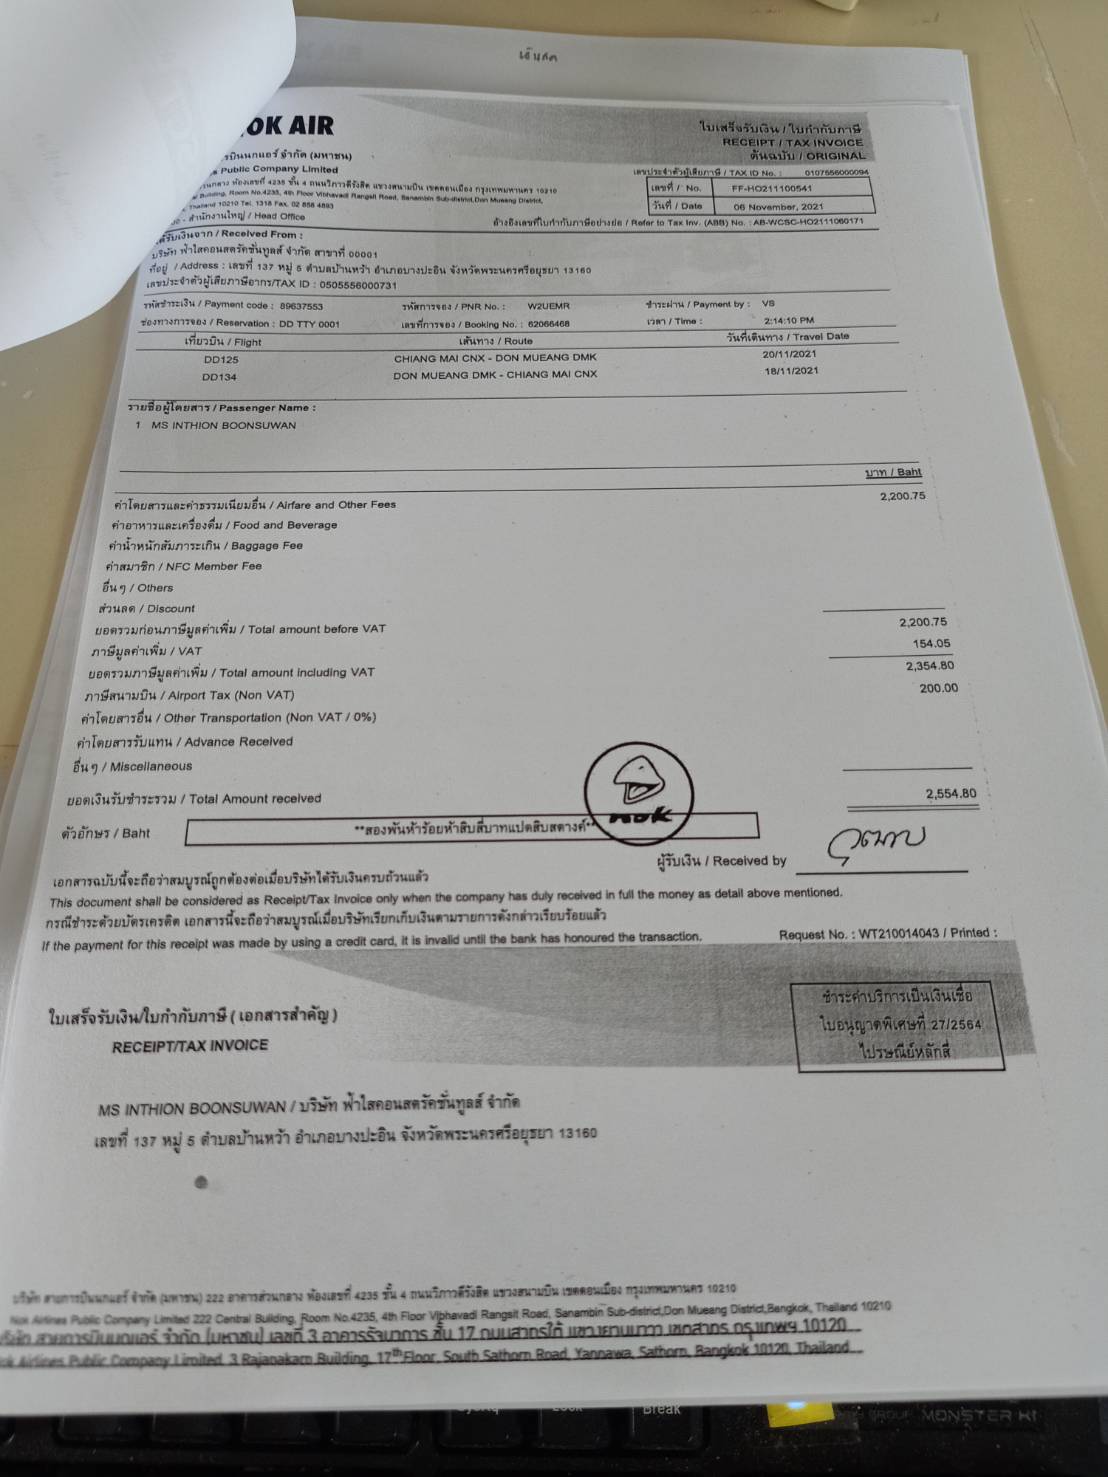 เงินสด
OK AIR
ใบเสร็จรับเงิน / ใบกำกับภาษี
RECEIPT / TAX INVOICE
ต้นฉบับ / ORIGINAL
รบินนกแอร์ จำกัด (มหาชน)
Public Company Limited
เลขประจำตัวผู้เสียภาษี / TAX ID No. : 0107556000094
ห้องเลขที่ 4235 ชั้น 4 ถนนวิภาวดีรังสิต แขวงสนามบิน เขตดอนเมือง กรุงเทพมหานคร 10210
Building, Room No.4235, 4th Floor Vibhavadi Rangsit Road, Sanambin Sub-district,Don Mueang District,
Thailand 10210 Tel. 1318 Fax. 02 858 4893
เลขที่ / No. FF-HO211100541
วันที่ / Date 06 November, 2021
- สำนักงานใหญ่ / Head Office
อ้างอิงเลขที่ใบกำกับภาษีอย่างย่อ / Refer to Tax Inv. (ABB) No. : AB-WCSC-HO2111060171
ได้รับเงินจาก / Received From :
บริษัท ฟ้าใสคอนสตรัคชั่นทูลส์ จำกัด สาขาที่ 00001
ที่อยู่ / Address : เลขที่ 137 หมู่ 5 ตำบลบ้านหว้า อำเภอบางปะอิน จังหวัดพระนครศรีอยุธยา 13160
เลขประจำตัวผู้เสียภาษีอากร/TAX ID : 0505556000731
รหัสชำระเงิน / Payment code : 89637553 รหัสการจอง / PNR No. : W2UEMR ชำระผ่าน / Payment by : VS
ช่องทางการจอง / Reservation : DD TTY 0001 เลขที่การจอง / Booking No. : 62066468 เวลา / Time : 2:14:10 PM
เที่ยวบิน / Flight เส้นทาง / Route วันที่เดินทาง / Travel Date
DD125 CHIANG MAI CNX - DON MUEANG DMK 20/11/2021
DD134 DON MUEANG DMK - CHIANG MAI CNX 18/11/2021
รายชื่อผู้โดยสาร / Passenger Name :
1 MS INTHION BOONSUWAN
บาท / Baht
ค่าโดยสารและค่าธรรมเนียมอื่น / Airfare and Other Fees 2,200.75
ค่าอาหารและเครื่องดื่ม / Food and Beverage
ค่าน้ำหนักสัมภาระเกิน / Baggage Fee
ค่าสมาชิก / NFC Member Fee
อื่นๆ / Others
ส่วนลด / Discount
ยอดรวมก่อนภาษีมูลค่าเพิ่ม / Total amount before VAT 2,200.75
ภาษีมูลค่าเพิ่ม / VAT 154.05
ยอดรวมภาษีมูลค่าเพิ่ม / Total amount including VAT 2,354.80
ภาษีสนามบิน / Airport Tax (Non VAT) 200.00
ค่าโดยสารอื่น / Other Transportation (Non VAT / 0%)
ค่าโดยสารรับแทน / Advance Received
อื่นๆ / Miscellaneous
ยอดเงินรับชำระรวม / Total Amount received 2,554.80
ตัวอักษร / Baht **สองพันห้าร้อยห้าสิบสี่บาทแปดสิบสตางค์**
nok
ผู้รับเงิน / Received by
เอกสารฉบับนี้จะถือว่าสมบูรณ์ถูกต้องต่อเมื่อบริษัทได้รับเงินครบถ้วนแล้ว
This document shall be considered as Receipt/Tax Invoice only when the company has duly received in full the money as detail above mentioned.
กรณีชำระด้วยบัตรเครดิต เอกสารนี้จะถือว่าสมบูรณ์เมื่อบริษัทเรียกเก็บเงินตามรายการดังกล่าวเรียบร้อยแล้ว
If the payment for this receipt was made by using a credit card, it is invalid until the bank has honoured the transaction.
Request No. : WT210014043 / Printed :
ใบเสร็จรับเงิน/ใบกำกับภาษี ( เอกสารสำคัญ )
RECEIPT/TAX INVOICE
ชำระค่าบริการเป็นเงินเชื่อ
ใบอนุญาตพิเศษที่ 27/2564
ไปรษณีย์หลักสี่
MS INTHION BOONSUWAN / บริษัท ฟ้าใสคอนสตรัคชั่นทูลส์ จำกัด
เลขที่ 137 หมู่ 5 ตำบลบ้านหว้า อำเภอบางปะอิน จังหวัดพระนครศรีอยุธยา 13160
บริษัท สายการบินนกแอร์ จำกัด (มหาชน) 222 อาคารส่วนกลาง ห้องเลขที่ 4235 ชั้น 4 ถนนวิภาวดีรังสิต แขวงสนามบิน เขตดอนเมือง กรุงเทพมหานคร 10210
Nok Airlines Public Company Limited 222 Central Building, Room No.4235, 4th Floor Vibhavadi Rangsit Road, Sanambin Sub-district,Don Mueang District,Bangkok, Thailand 10210
บริษัท สายการบินนกแอร์ จำกัด (มหาชน) เลขที่ 3 อาคารรัจนาการ ชั้น 17 ถนนสาทรใต้ แขวงยานนาวา เขตสาทร กรุงเทพฯ 10120
Nok Airlines Public Company Limited 3 Rajanakarn Building, 17th Floor, South Sathorn Road, Yannawa, Sathorn, Bangkok 10120, Thailand
Break
GROUP MONSTER K1